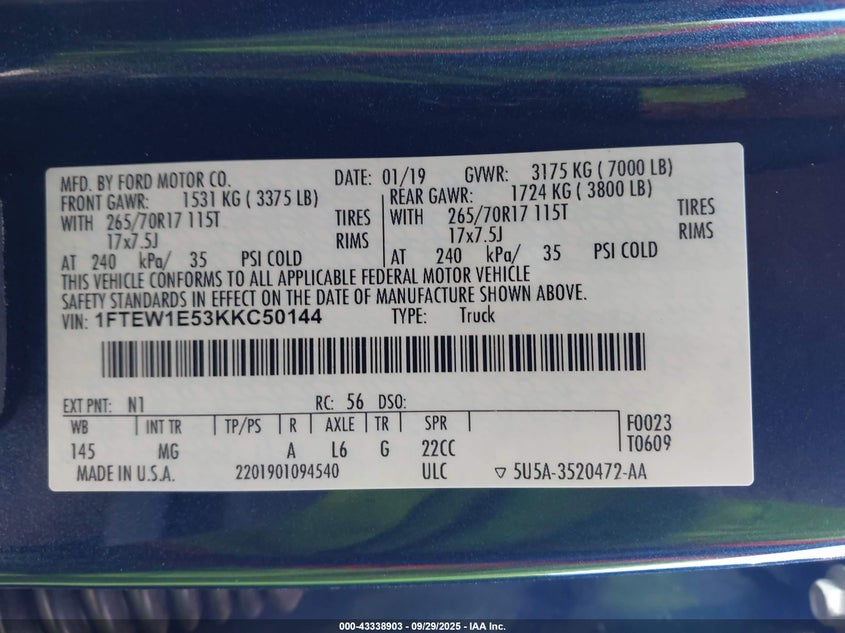 MFD. BY FORD MOTOR CO. DATE: 01/19 GVWR: 3175 KG ( 7000 LB)
FRONT GAWR: 1531 KG ( 3375 LB) REAR GAWR: 1724 KG ( 3800 LB)
WITH 265/70R17 115T TIRES WITH 265/70R17 115T TIRES
17x7.5J RIMS 17x7.5J RIMS
AT 240 kPa/ 35 PSI COLD AT 240 kPa/ 35 PSI COLD
THIS VEHICLE CONFORMS TO ALL APPLICABLE FEDERAL MOTOR VEHICLE
SAFETY STANDARDS IN EFFECT ON THE DATE OF MANUFACTURE SHOWN ABOVE.
VIN: 1FTEW1E53KKC50144 TYPE: Truck
EXT PNT: N1 RC: 56 DSO:
WB INT TR TP/PS R AXLE TR SPR F0023
145 MG A L6 G 22CC T0609
MADE IN U.S.A. 2201901094540 ULC ▽ 5U5A-3520472-AA
000-43338903 - 09/29/2025 - IAA Inc.